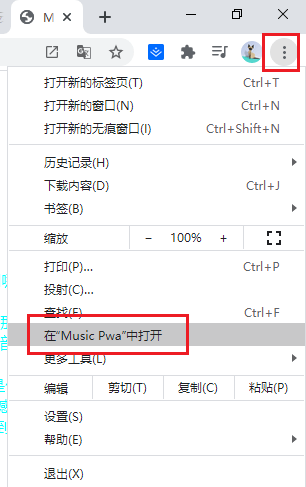 M
打开新的标签页(T) Ctrl+T
打开新的窗口(N) Ctrl+N
打开新的无痕窗口(I) Ctrl+Shift+N
历史记录(H)
下载内容(D) Ctrl+J
书签(B)
缩放 − 100% +
打印(P)... Ctrl+P
投射(C)...
查找(F)... Ctrl+F
在"Music Pwa"中打开
更多工具(L)
编辑 剪切(T) 复制(C) 粘贴(P)
设置(S)
帮助(E)
退出(X)